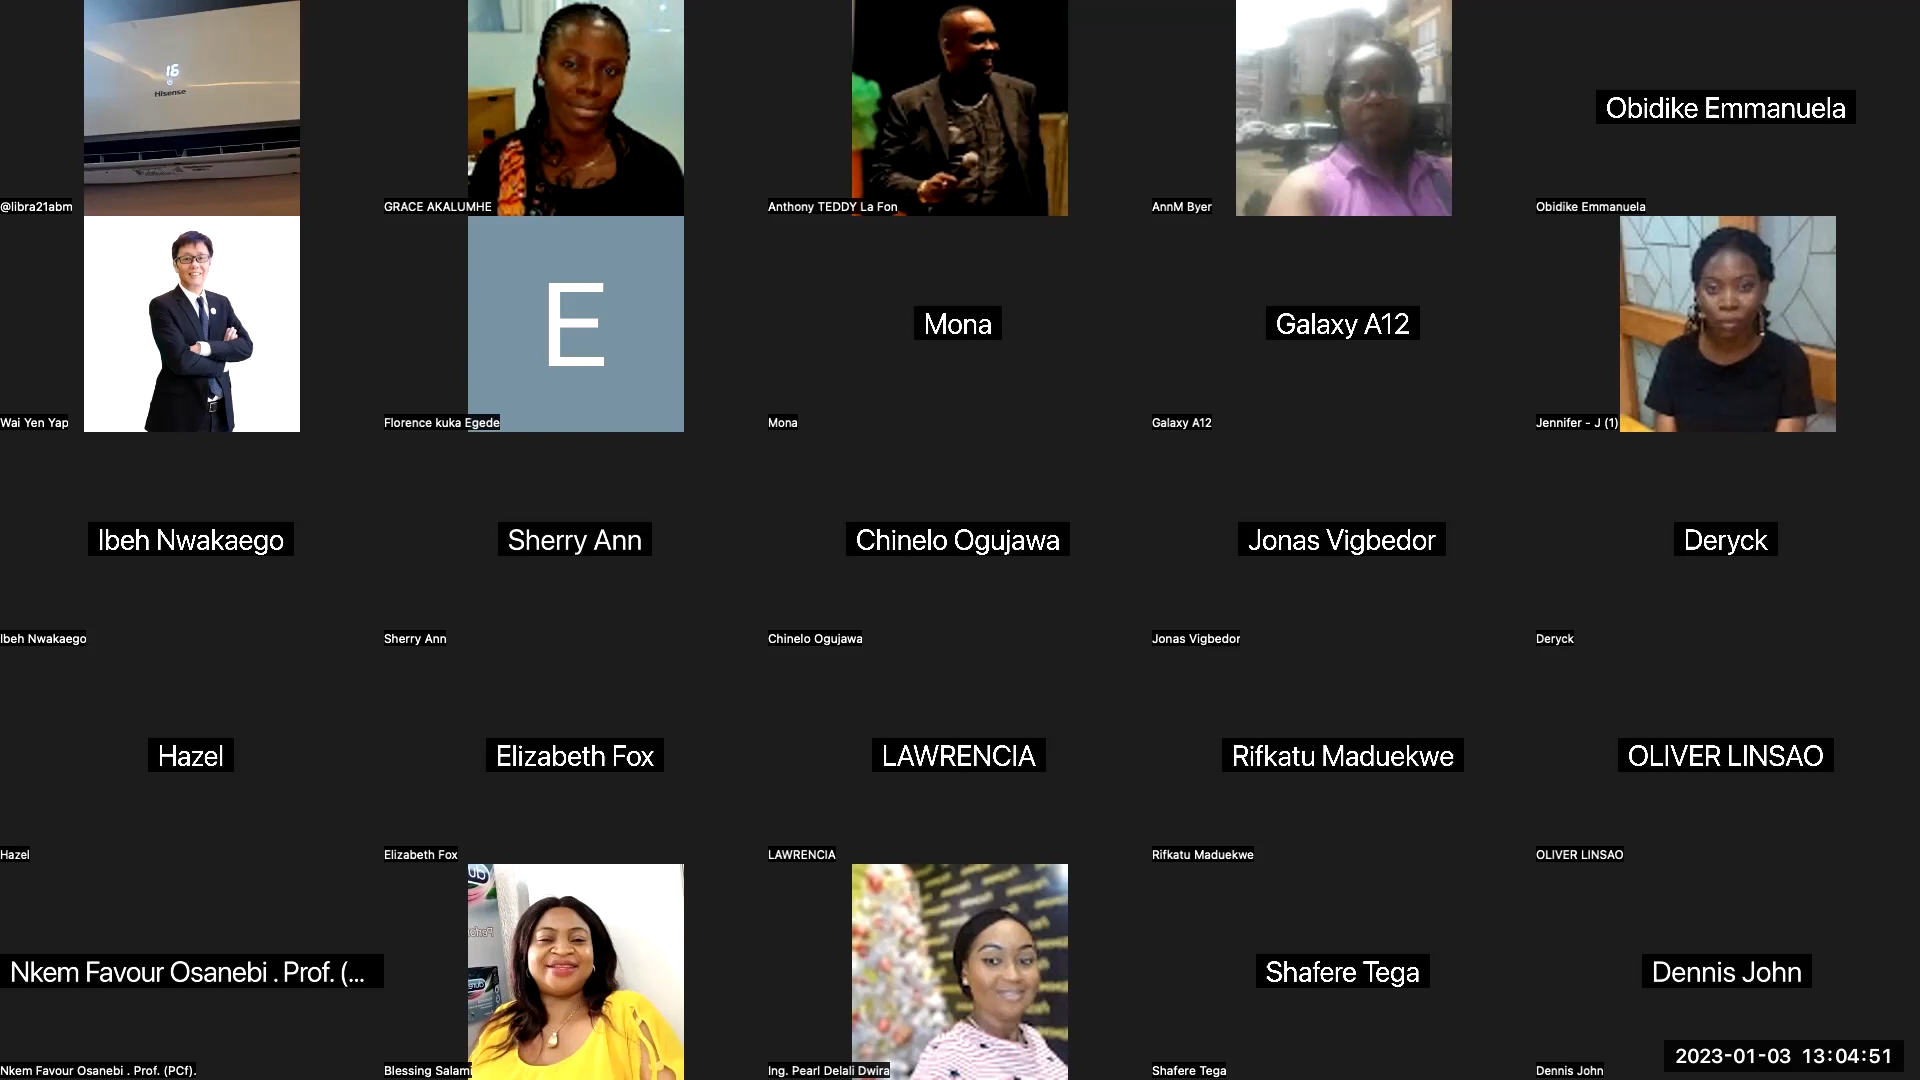 16
Hisense
@libra21abm
GRACE AKALUMHE
Anthony TEDDY La Fon
AnnM Byer
Obidike Emmanuela
Obidike Emmanuela
Wai Yen Yap
E
Florence kuka Egede
Mona
Mona
Galaxy A12
Galaxy A12
Jennifer - J (1)
Ibeh Nwakaego
Ibeh Nwakaego
Sherry Ann
Sherry Ann
Chinelo Ogujawa
Chinelo Ogujawa
Jonas Vigbedor
Jonas Vigbedor
Deryck
Deryck
Hazel
Hazel
Elizabeth Fox
Elizabeth Fox
LAWRENCIA
LAWRENCIA
Rifkatu Maduekwe
Rifkatu Maduekwe
OLIVER LINSAO
OLIVER LINSAO
Nkem Favour Osanebi . Prof. (...
Nkem Favour Osanebi . Prof. (PCf).
Blessing Salami
Ing. Pearl Delali Dwira
Shafere Tega
Shafere Tega
Dennis John
Dennis John
2023-01-03 13:04:51